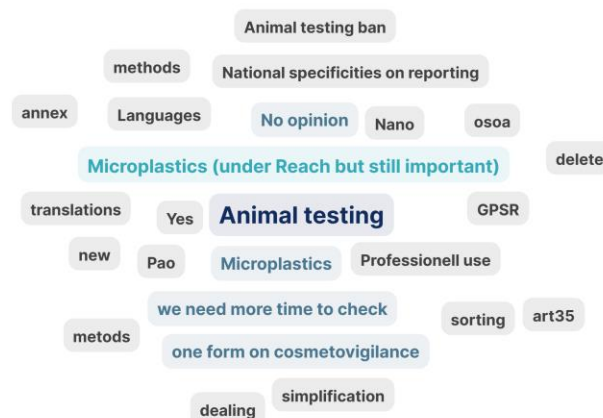 Animal testing ban
methods
National specificities on reporting
annex
Languages
No opinion
Nano
osoa
Microplastics (under Reach but still important)
delete
translations
Yes
Animal testing
GPSR
new
Pao
Microplastics
Professionell use
we need more time to check
metods
sorting
art35
one form on cosmetovigilance
dealing
simplification